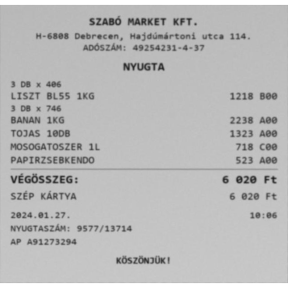 SZABÓ MARKET KFT.
H-6808 Debrecen, Hajdúmártoni utca 114.
ADÓSZÁM: 49254231-4-37
NYUGTA
3 DB x 406
LISZT BL55 1KG 1218 B00
3 DB x 746
BANAN 1KG 2238 A00
TOJAS 10DB 1323 A00
MOSOGATOSZER 1L 718 C00
PAPIRZSEBKENDO 523 A00
VÉGÖSSZEG: 6 020 Ft
SZÉP KÁRTYA 6 020 Ft
2024.01.27. 10:06
NYUGTASZÁM: 9577/13714
AP A91273294
KÖSZÖNJÜK!